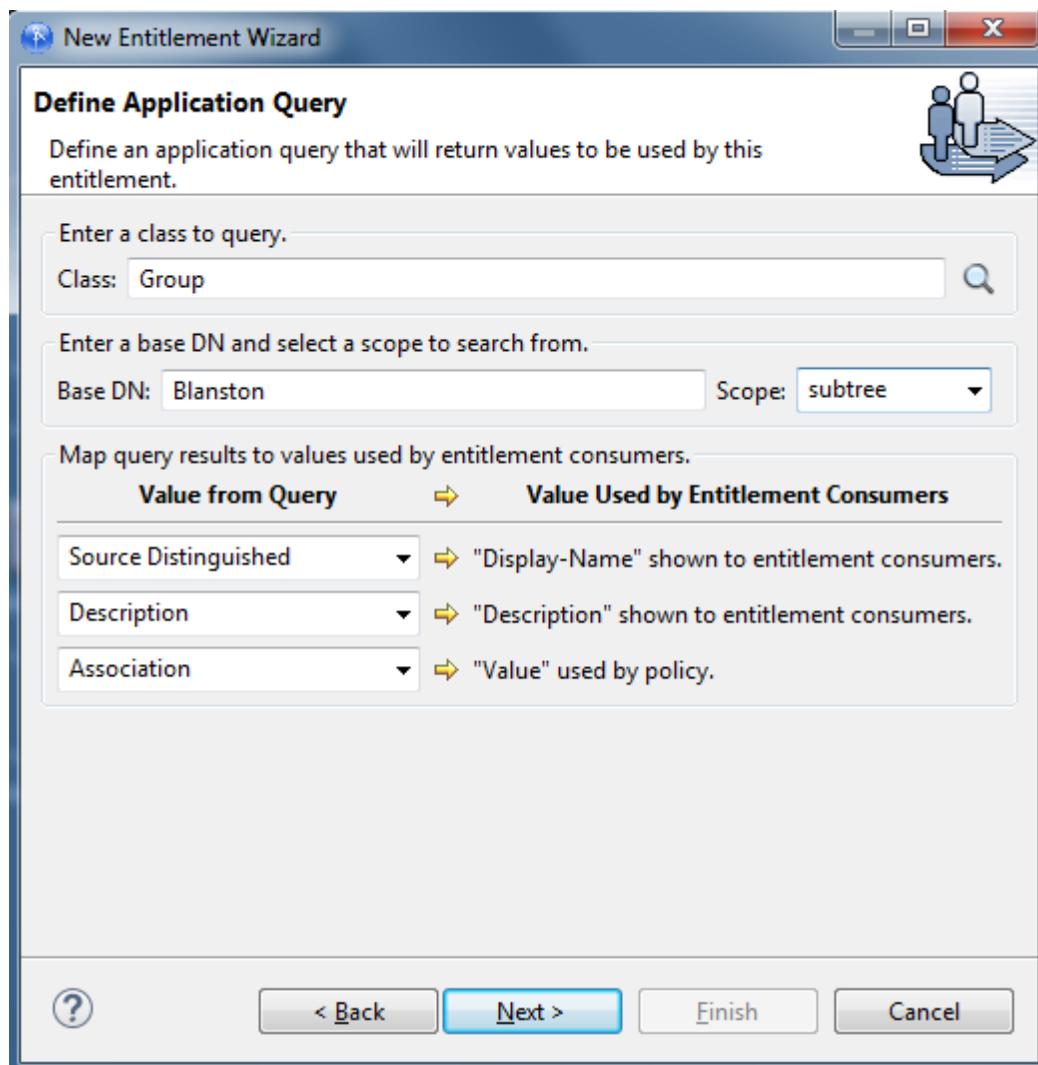 New Entitlement Wizard
Define Application Query
Define an application query that will return values to be used by this
entitlement.
Enter a class to query.
Class: Group
Enter a base DN and select a scope to search from.
Base DN: Blanston Scope: subtree
Map query results to values used by entitlement consumers.
Value from Query Value Used by Entitlement Consumers
Source Distinguished "Display-Name" shown to entitlement consumers.
Description "Description" shown to entitlement consumers.
Association "Value" used by policy.
? < Back Next > Finish Cancel